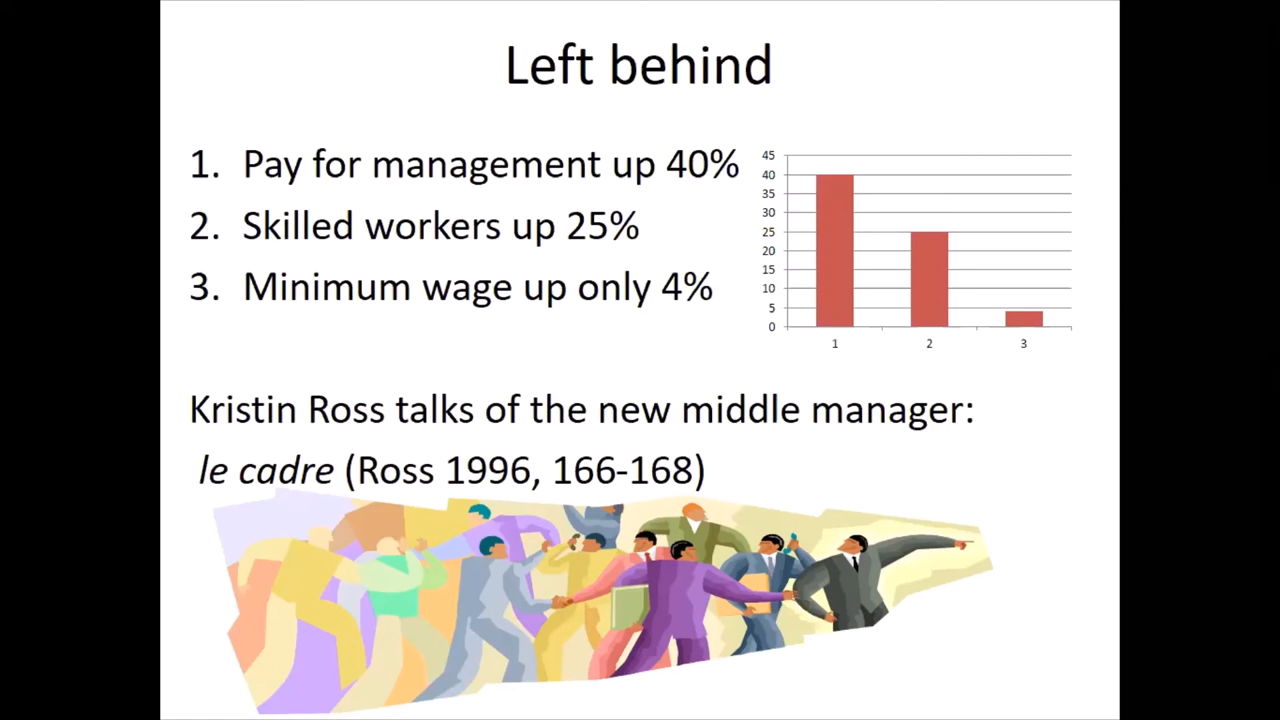 Left behind
1. Pay for management up 40%
2. Skilled workers up 25%
3. Minimum wage up only 4%
45
40
35
30
25
20
15
10
5
0
1 2 3
Kristin Ross talks of the new middle manager:
le cadre (Ross 1996, 166-168)